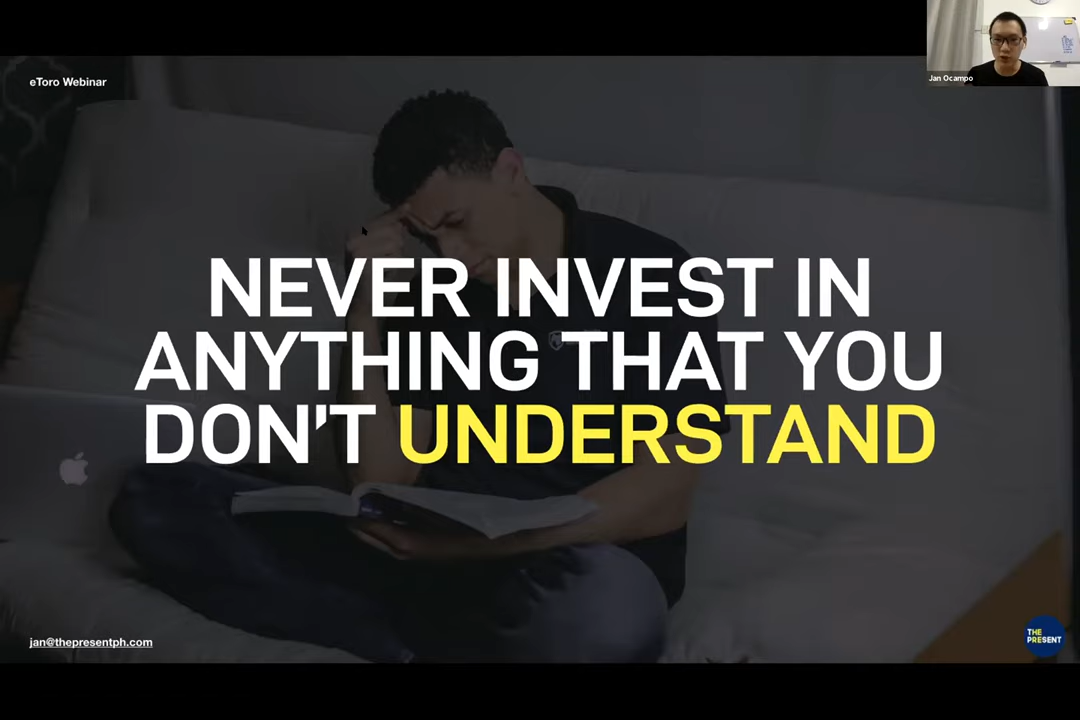 eToro Webinar
Jan Ocampo
NEVER INVEST IN
ANYTHING THAT YOU
DON'T UNDERSTAND
jan@thepresentph.com
THE
PRESENT